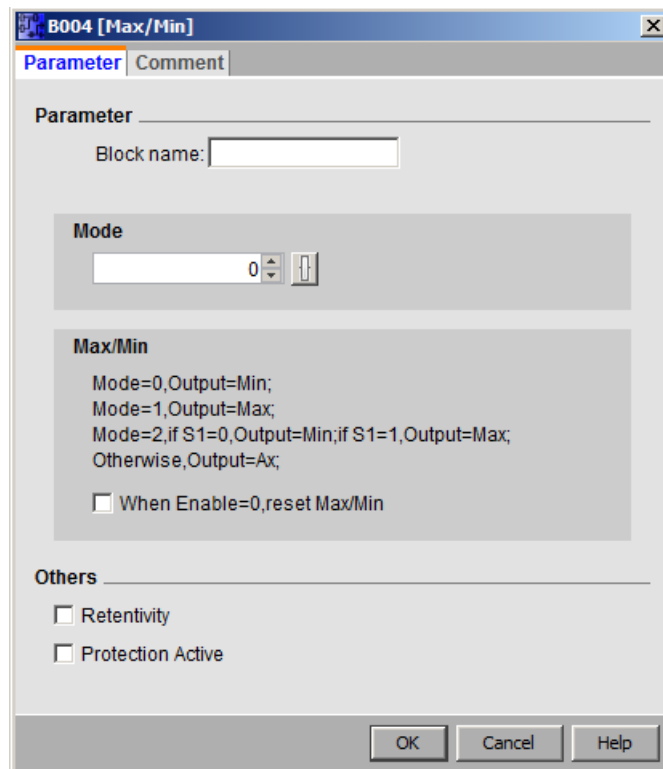 B004 [Max/Min]
Parameter Comment
Parameter
Block name:
Mode
0
Max/Min
Mode=0,Output=Min;
Mode=1,Output=Max;
Mode=2,if S1=0,Output=Min;if S1=1,Output=Max;
Otherwise,Output=Ax;
When Enable=0,reset Max/Min
Others
Retentivity
Protection Active
OK Cancel Help